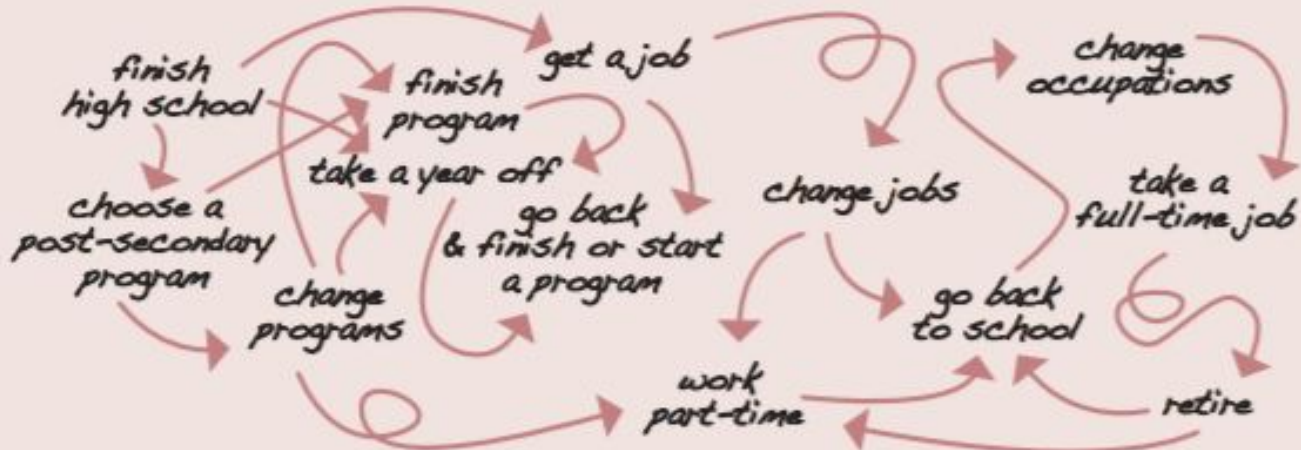 finish
high school
choose a
post-secondary
program
finish
program
take a year off
change
programs
get a job
go back
& finish or start
a program
work
part-time
change jobs
go back
to school
change
occupations
take a
full-time job
retire